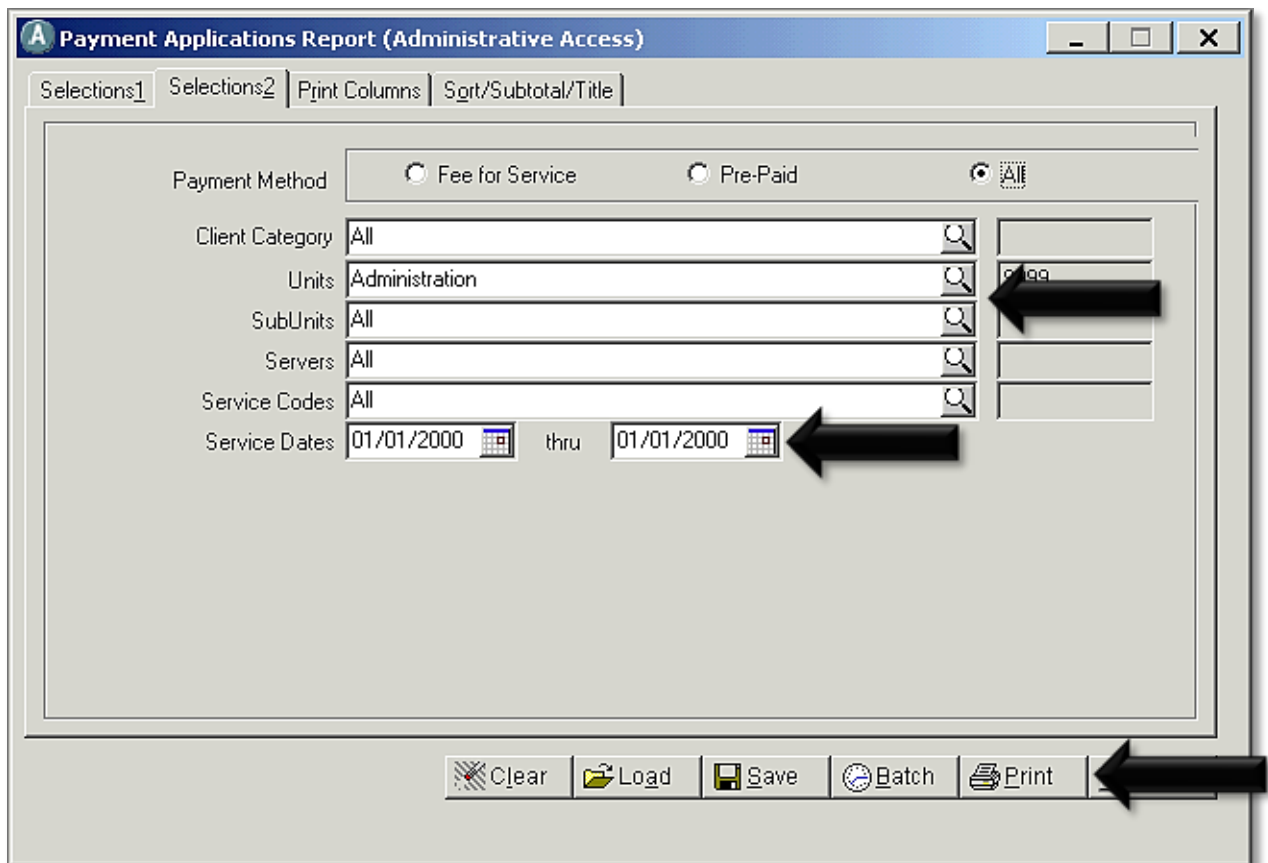 A Payment Applications Report (Administrative Access)
Selections1 Selections2 Print Columns Sort/Subtotal/Title
Payment Method Fee for Service Pre-Paid All
Client Category All
Units Administration
SubUnits All
Servers All
Service Codes All
Service Dates 01/01/2000 thru 01/01/2000
Clear Load Save Batch Print